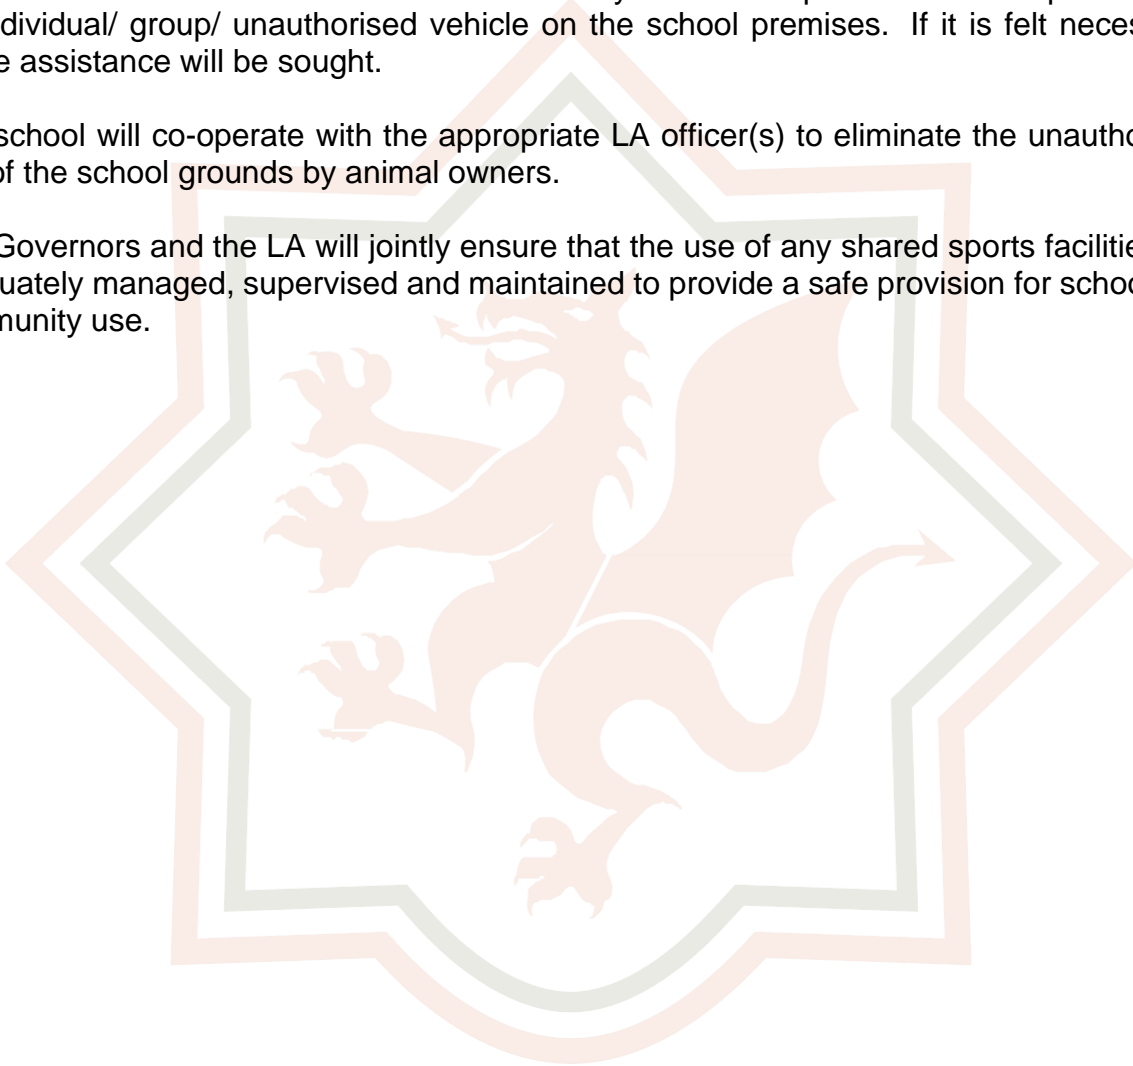 dividual/ group/ unauthorised vehicle on the school premises. If it is felt neces
e assistance will be sought.
school will co-operate with the appropriate LA officer(s) to eliminate the unautho
of the school grounds by animal owners.
Governors and the LA will jointly ensure that the use of any shared sports facilitie
uately managed, supervised and maintained to provide a safe provision for schoo
munity use.